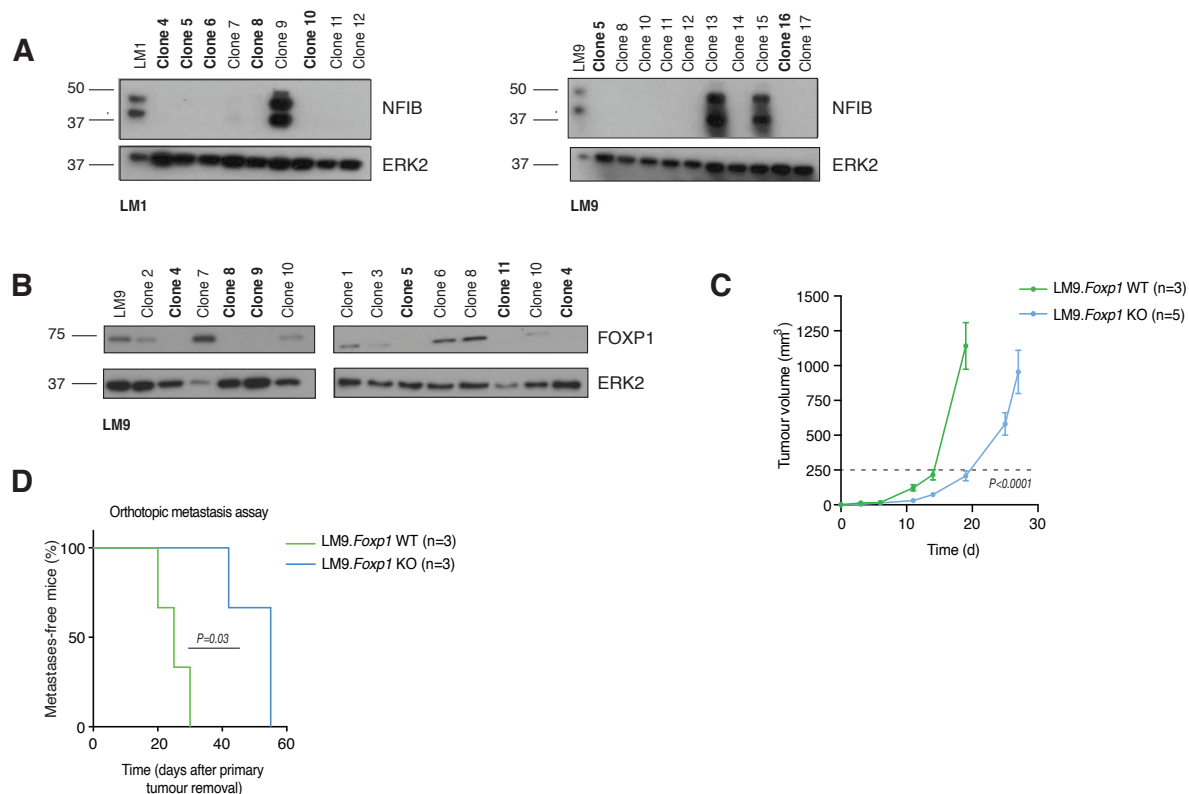 A
LM1
Clone 4
Clone 5
Clone 6
Clone 7
Clone 8
Clone 9
Clone 10
Clone 11
Clone 12
50
37
NFIB
37
ERK2
LM1
LM9
Clone 5
Clone 8
Clone 10
Clone 11
Clone 12
Clone 13
Clone 14
Clone 15
Clone 16
Clone 17
50
37
NFIB
37
ERK2
LM9
B
LM9
Clone 2
Clone 4
Clone 7
Clone 8
Clone 9
Clone 10
Clone 1
Clone 3
Clone 5
Clone 6
Clone 8
Clone 11
Clone 10
Clone 4
75
FOXP1
37
ERK2
LM9
C
LM9.Foxp1 WT (n=3)
LM9.Foxp1 KO (n=5)
Tumour volume (mm3)
1500
1250
1000
750
500
250
0
P<0.0001
0
10
20
30
Time (d)
D
Orthotopic metastasis assay
LM9.Foxp1 WT (n=3)
LM9.Foxp1 KO (n=3)
Metastases-free mice (%)
100
50
0
P=0.03
0
20
40
60
Time (days after primary
tumour removal)